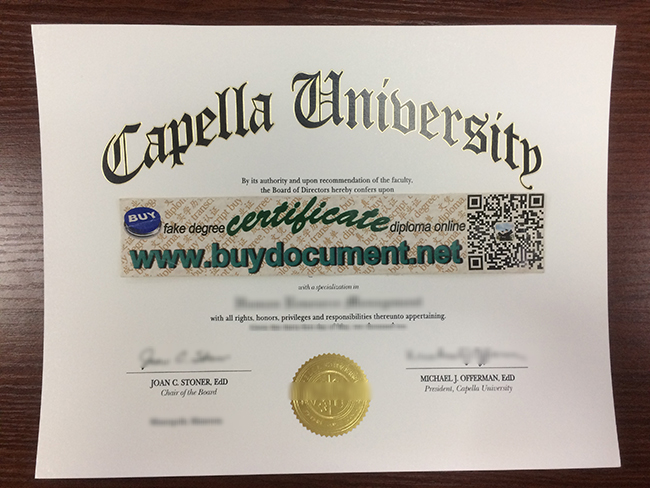 Capella University
By its authority and upon recommendation of the faculty,
the Board of Directors hereby confers upon
BUY fake degree certificate diploma online
www.buydocument.net
with a specialization in
with all rights, honors, privileges and responsibilities thereunto appertaining.
JOAN C. STONER, EdD
Chair of the Board
MICHAEL J. OFFERMAN, EdD
President, Capella University